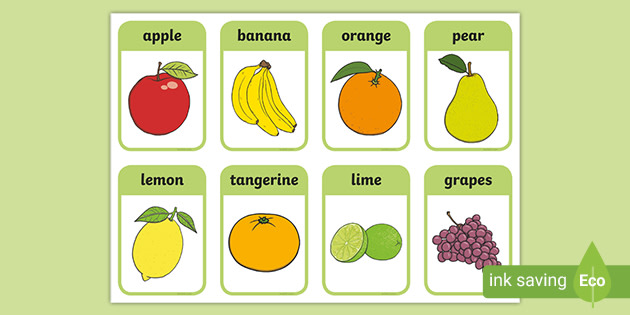 apple
banana
orange
pear
lemon
tangerine
lime
grapes
ink saving
Eco